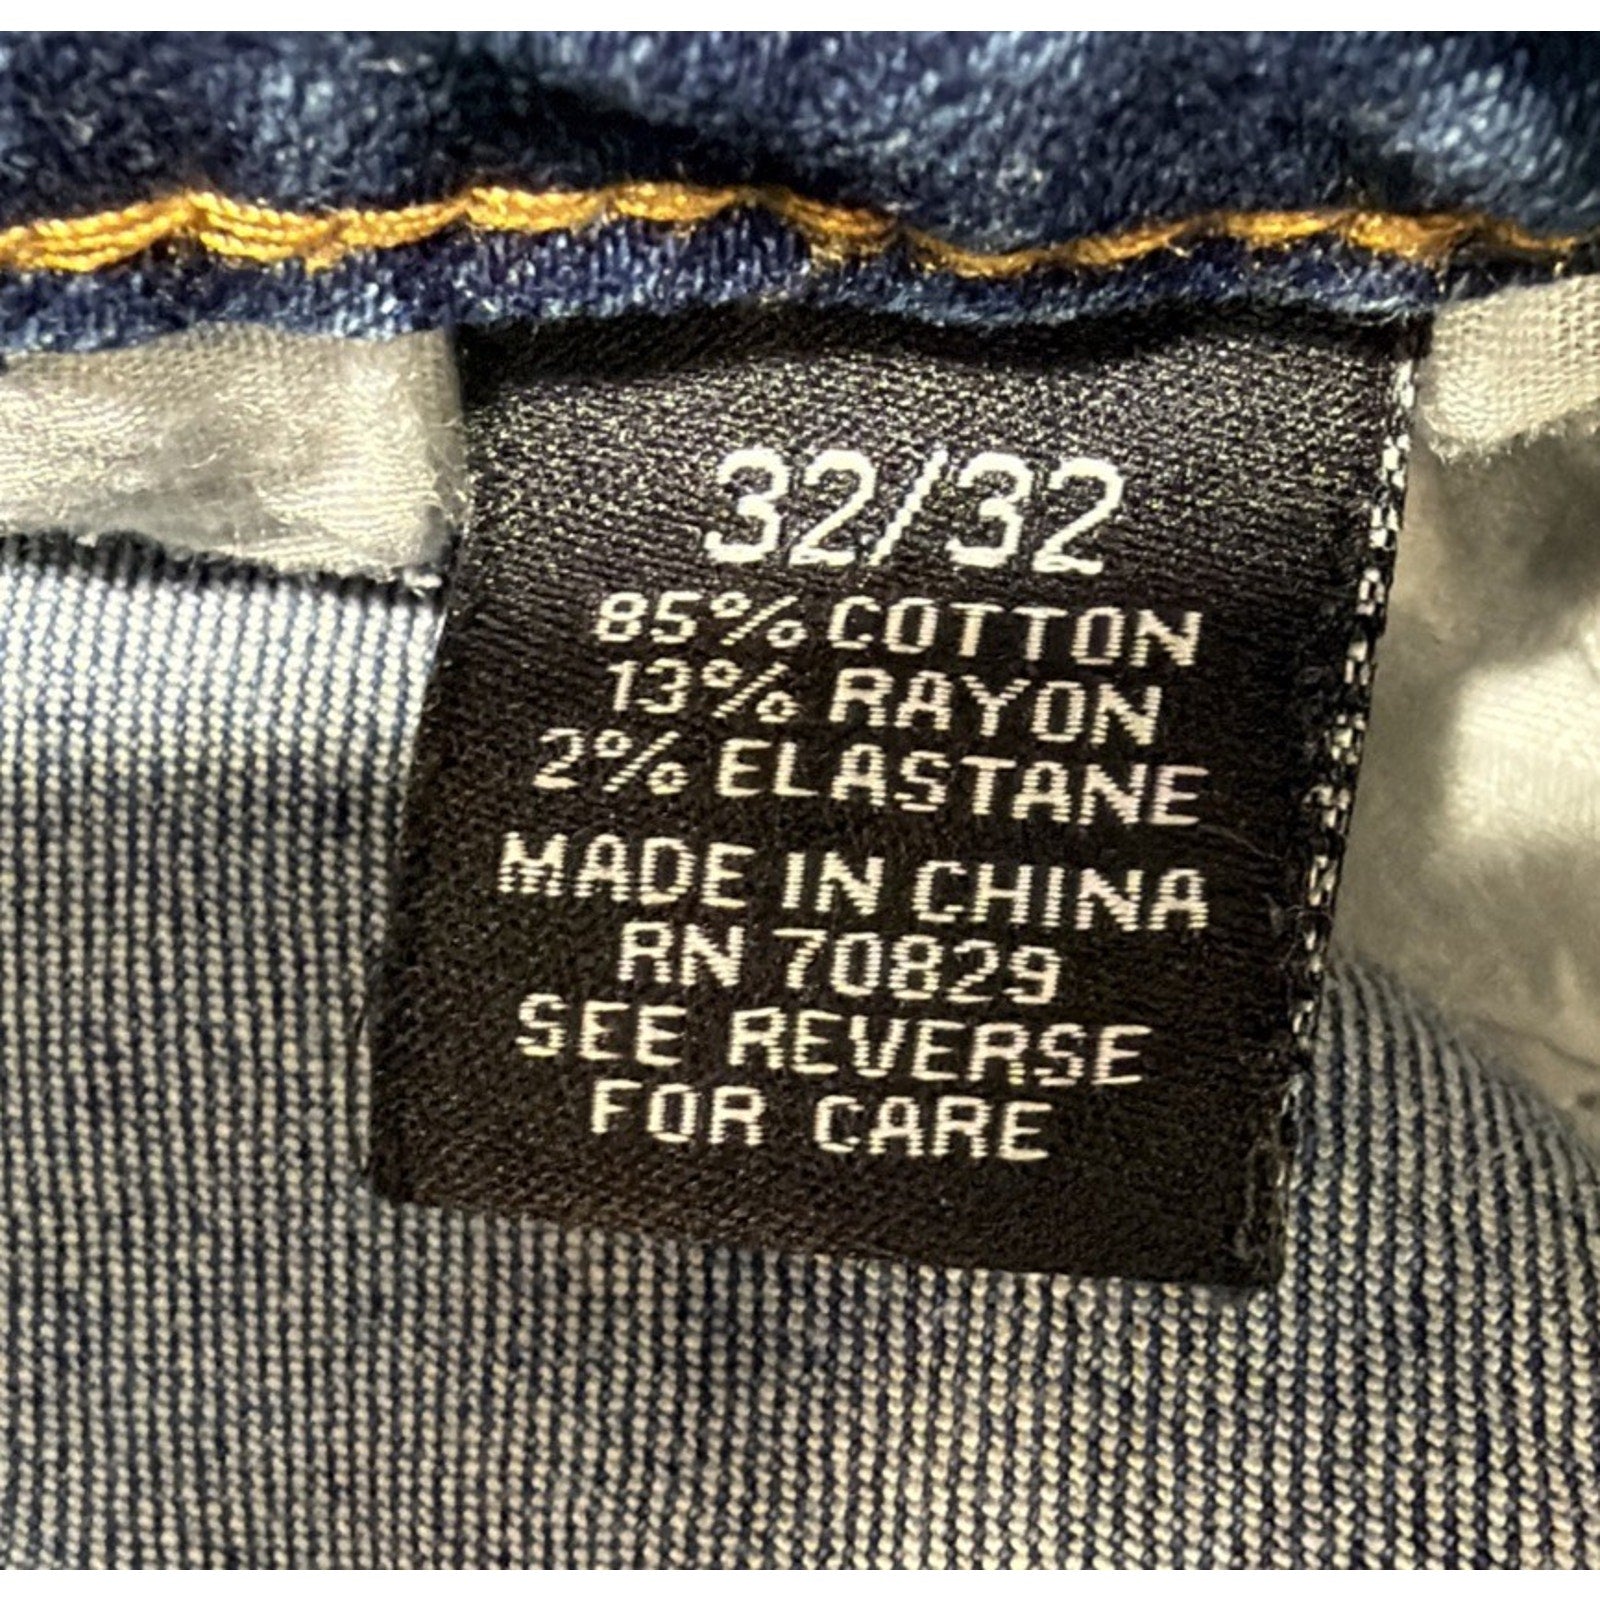 32/32
85% COTTON
13% RAYON
2% ELASTANE
MADE IN CHINA
RN 70829
SEE REVERSE
FOR CARE